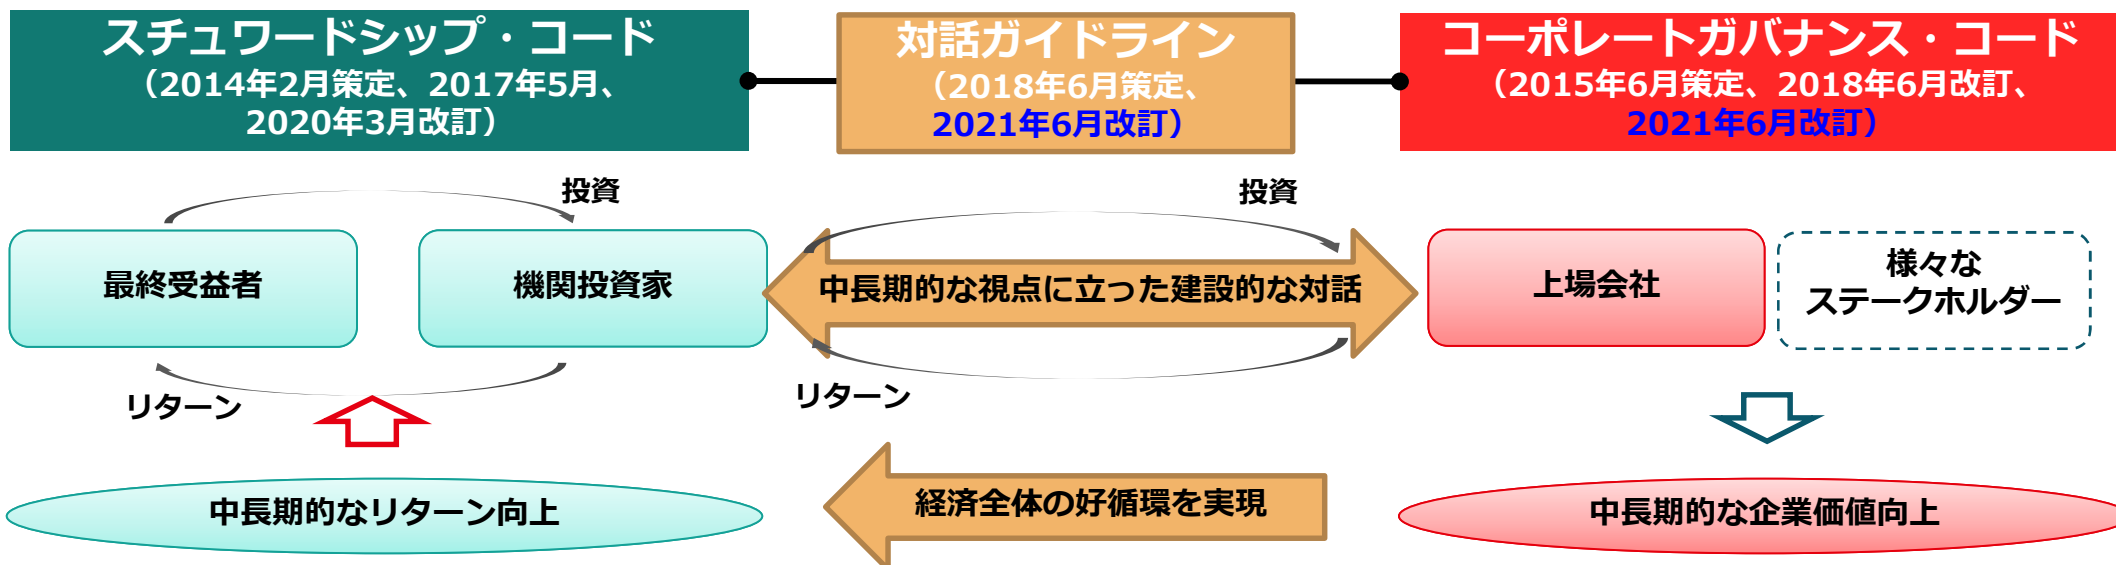 スチュワードシップ・コード
（2014年2月策定、2017年5月、
2020年3月改訂）
対話ガイドライン
（2018年6月策定、
2021年6月改訂）
コーポレートガバナンス・コード
（2015年6月策定、2018年6月改訂、
2021年6月改訂）
投資
投資
最終受益者
機関投資家
中長期的な視点に立った建設的な対話
上場会社
様々な
ステークホルダー
リターン
リターン
中長期的なリターン向上
経済全体の好循環を実現
中長期的な企業価値向上